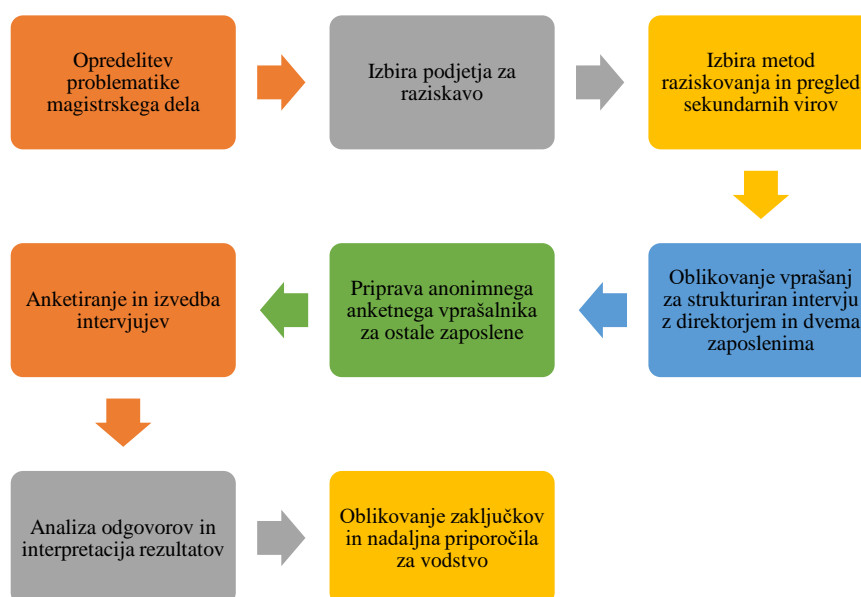 Opredelitev
problematike
magistrskega dela
Izbira podjetja za
raziskavo
Izbira metod
raziskovanja in pregled
sekundarnih virov
Oblikovanje vprašanj
za strukturiran intervju
z direktorjem in dvema
zaposlenima
Priprava anonimnega
anketnega vprašalnika
za ostale zaposlene
Anketiranje in izvedba
intervjujev
Analiza odgovorov in
interpretacija rezultatov
Oblikovanje zaključkov
in nadaljna priporočila
za vodstvo